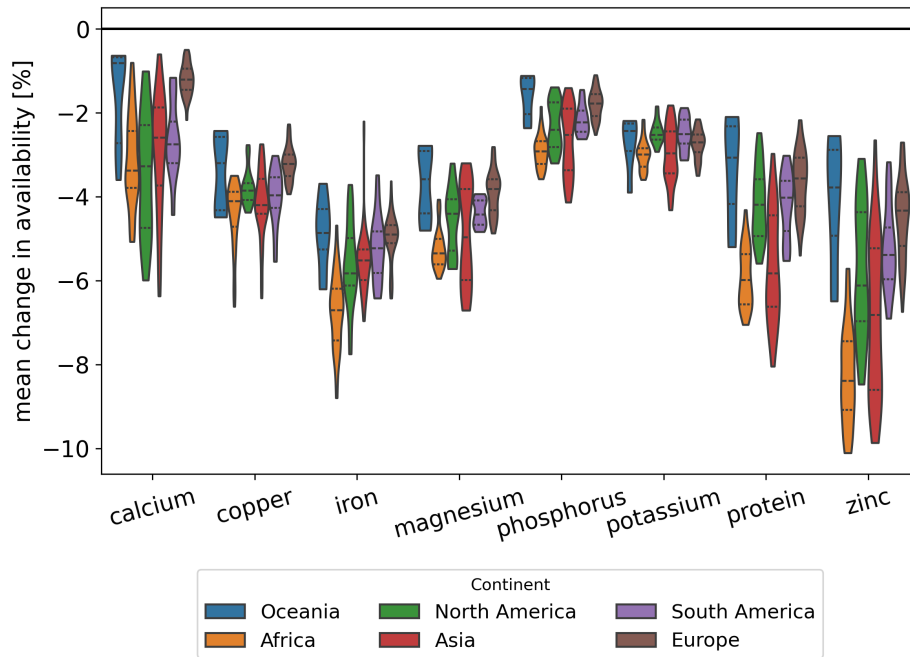 mean change in availability [%]
0
−2
−4
−6
−8
−10
calcium
copper
iron
magnesium
phosphorus
potassium
protein
zinc
Continent
Oceania North America South America
Africa Asia Europe